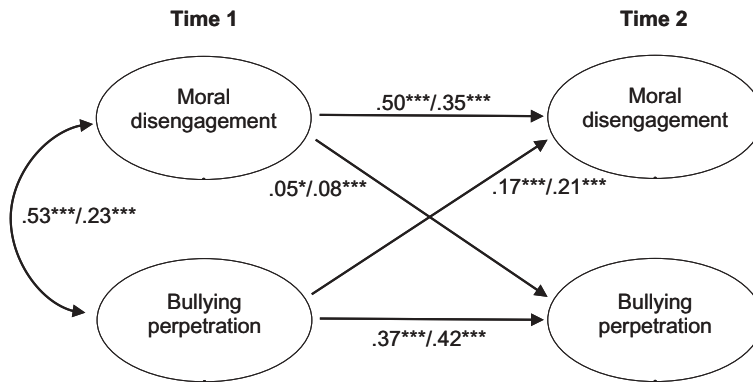 Time 1
Time 2
Moral
disengagement
.50***/.35***
Moral
disengagement
.05*/.08***
.17***/.21***
.53***/.23***
Bullying
perpetration
.37***/.42***
Bullying
perpetration